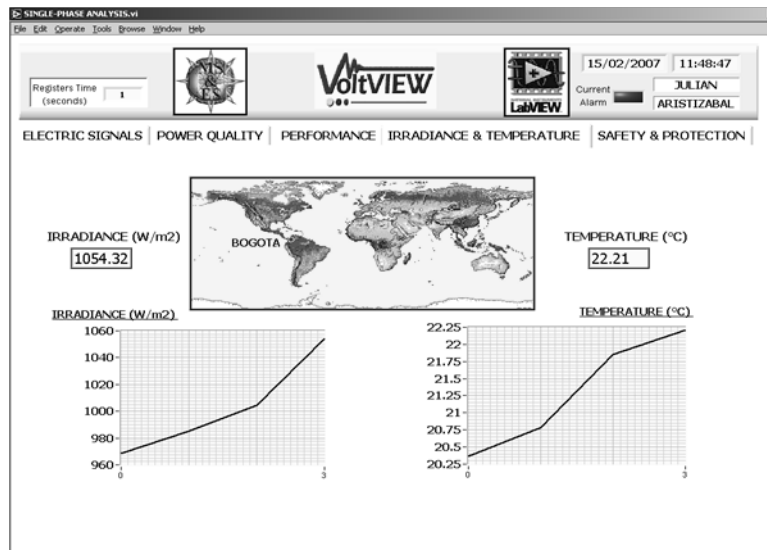 SINGLE-PHASE ANALYSIS.vi
File Edit Operate Tools Browse Window Help
Registers Time
(seconds)
1
MS
&
ES
VoltVIEW
LabVIEW
15/02/2007
11:48:47
Current
Alarm
JULIAN
ARISTIZABAL
ELECTRIC SIGNALS
POWER QUALITY
PERFORMANCE
IRRADIANCE & TEMPERATURE
SAFETY & PROTECTION
IRRADIANCE (W/m2)
1054.32
BOGOTA
TEMPERATURE (°C)
22.21
IRRADIANCE (W/m2)
1060
1040
1020
1000
980
960
0
3
TEMPERATURE (°C)
22.25
22
21.75
21.5
21.25
21
20.75
20.5
20.25
0
3